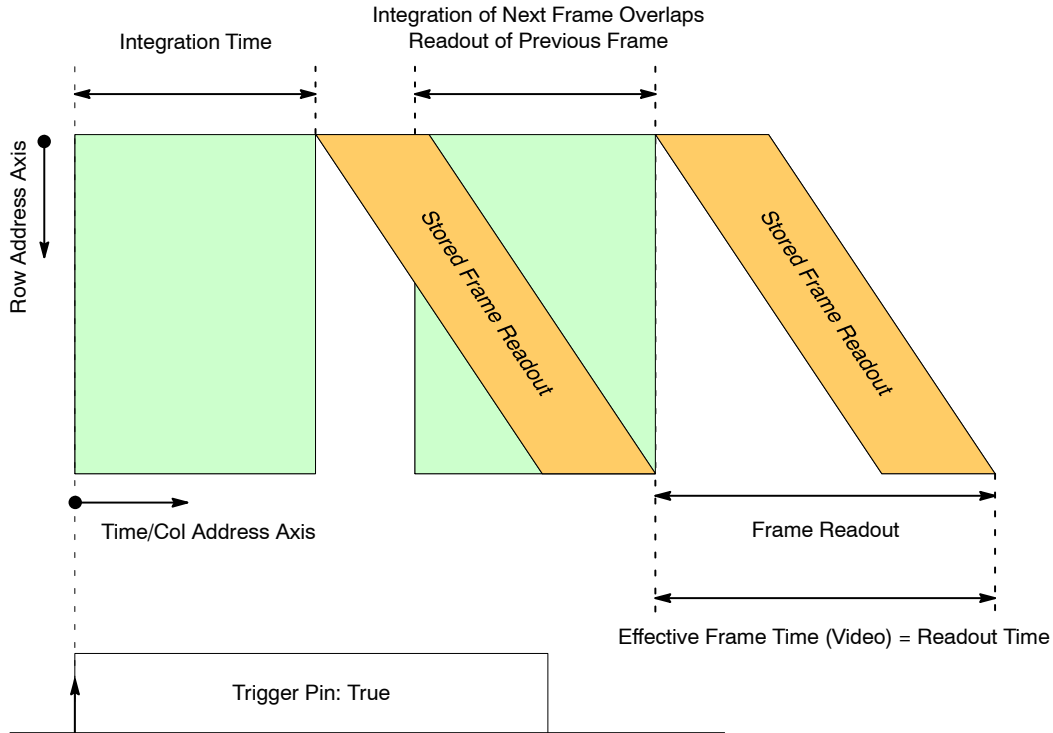 Integration Time
Integration of Next Frame Overlaps
Readout of Previous Frame
Row Address Axis
Stored Frame Readout
Stored Frame Readout
Time/Col Address Axis
Frame Readout
Effective Frame Time (Video) = Readout Time
Trigger Pin: True